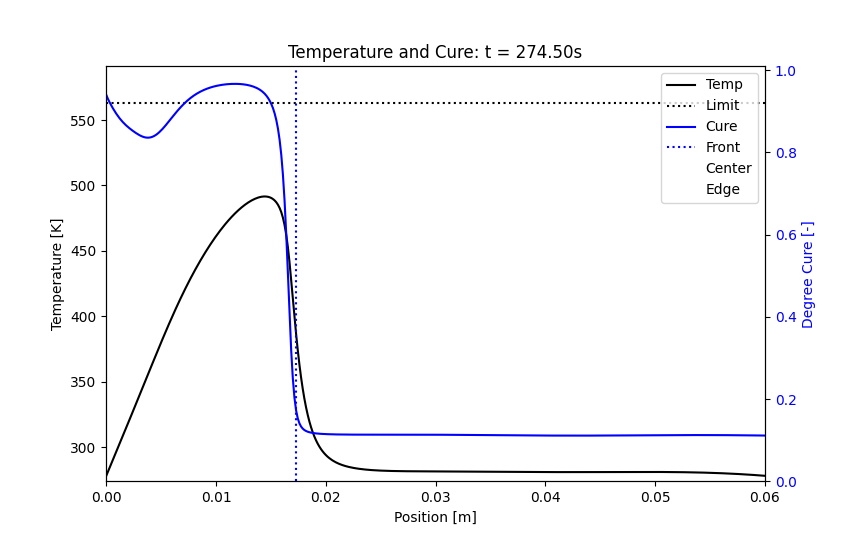 Temperature and Cure: t = 274.50s
Temp
Limit
Cure
Front
Center
Edge
Temperature [K]
550
500
450
400
350
300
Degree Cure [-]
1.0
0.8
0.6
0.4
0.2
0.0
0.00 0.01 0.02 0.03 0.04 0.05 0.06
Position [m]